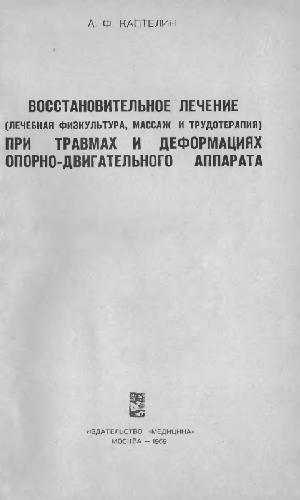 А. Ф. КАПТЕЛИН
ВОССТАНОВИТЕЛЬНОЕ ЛЕЧЕНИЕ
(ЛЕЧЕБНАЯ ФИЗКУЛЬТУРА, МАССАЖ И ТРУДОТЕРАПИЯ)
ПРИ ТРАВМАХ И ДЕФОРМАЦИЯХ
ОПОРНО-ДВИГАТЕЛЬНОГО АППАРАТА
ИЗДАТЕЛЬСТВО «МЕДИЦИНА»
МОСКВА — 1969